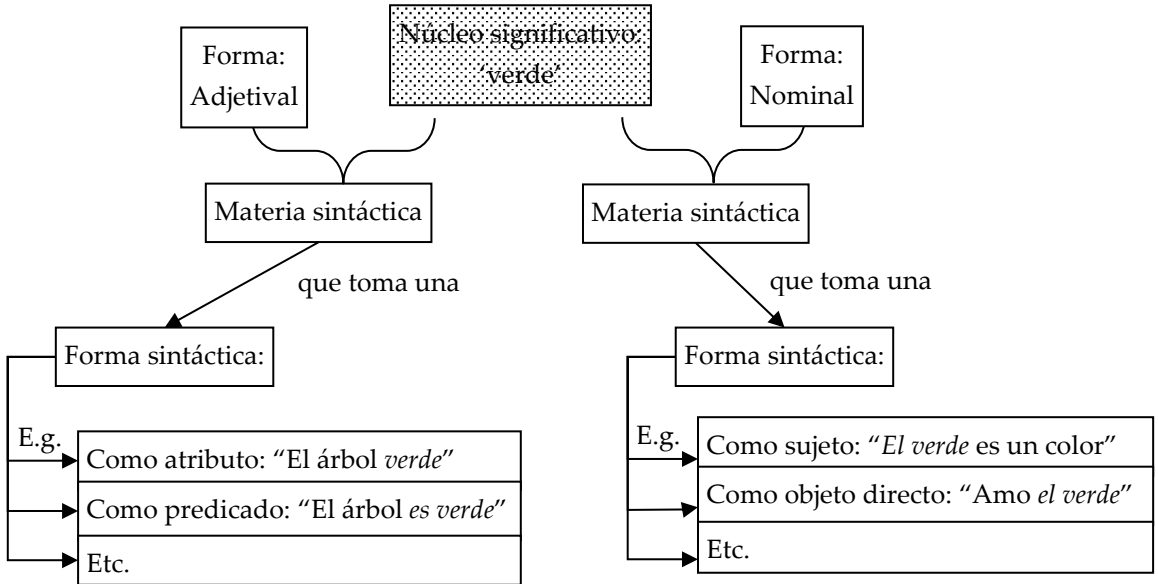 Forma:
Adjetival
Núcleo significativo:
‘verde’
Forma:
Nominal
Materia sintáctica
Materia sintáctica
que toma una
que toma una
Forma sintáctica:
Forma sintáctica:
E.g.
Como atributo: “El árbol verde”
Como predicado: “El árbol es verde”
Etc.
E.g.
Como sujeto: “El verde es un color”
Como objeto directo: “Amo el verde”
Etc.